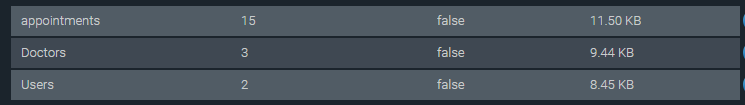 appointments 15 false 11.50 KB
Doctors 3 false 9.44 KB
Users 2 false 8.45 KB